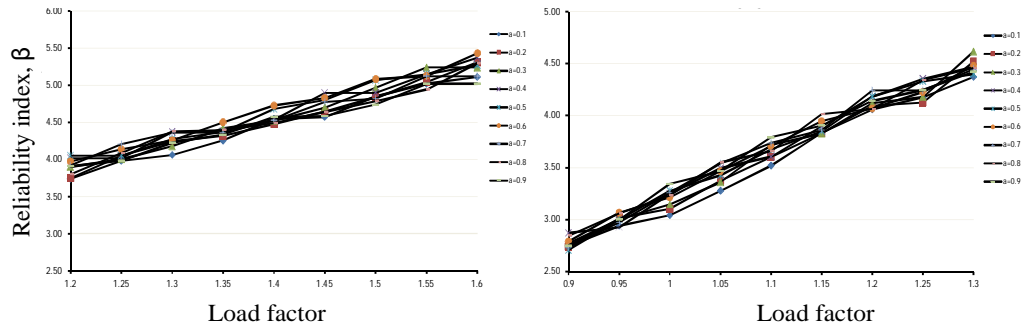 Reliability index, β
6.00
5.50
5.00
4.50
4.00
3.50
3.00
2.50
1.2 1.25 1.3 1.35 1.4 1.45 1.5 1.55 1.6
Load factor
a=0.1
a=0.2
a=0.3
a=0.4
a=0.5
a=0.6
a=0.7
a=0.8
a=0.9
5.00
4.50
4.00
3.50
3.00
2.50
0.9 0.95 1.0 1.05 1.1 1.15 1.2 1.25 1.3
Load factor
a=0.1
a=0.2
a=0.3
a=0.4
a=0.5
a=0.6
a=0.7
a=0.8
a=0.9